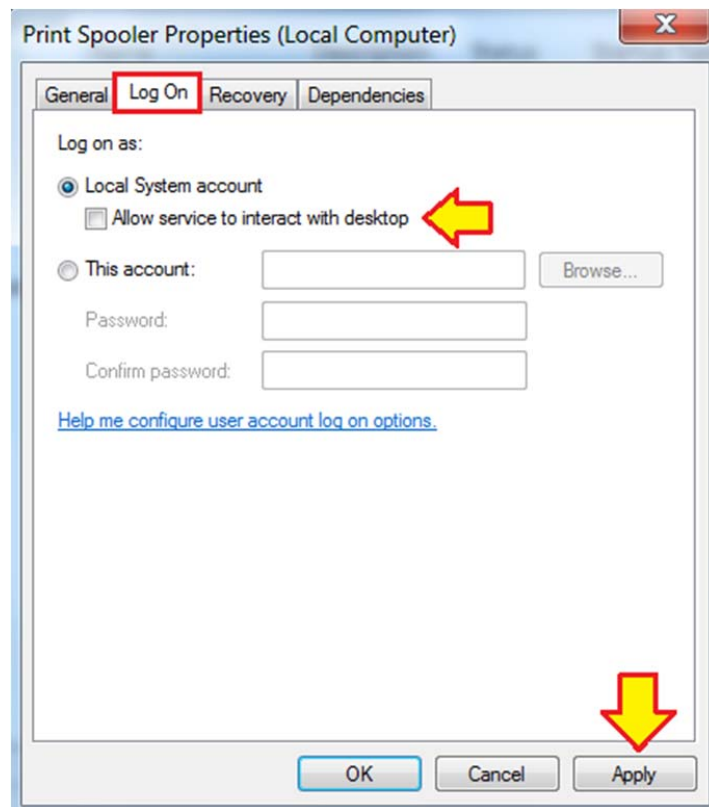 Print Spooler Properties (Local Computer)
General Log On Recovery Dependencies
Log on as:
Local System account
Allow service to interact with desktop
This account:
Browse...
Password:
Confirm password:
Help me configure user account log on options.
OK Cancel Apply